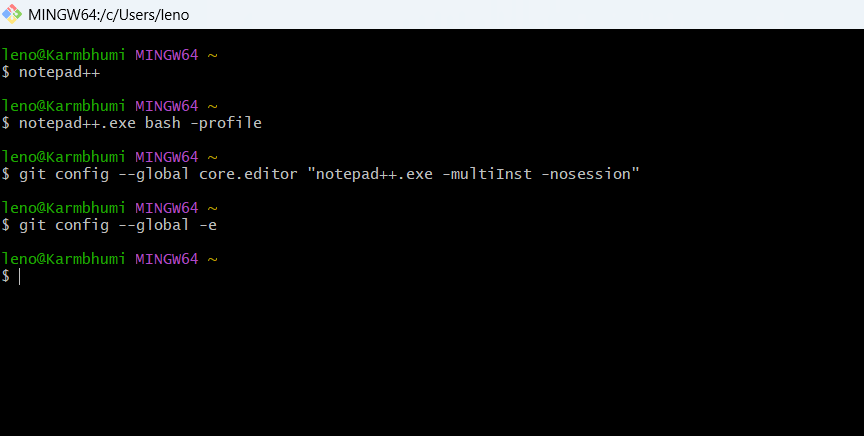 MINGW64:/c/Users/leno
leno@Karmbhumi MINGW64 ~
$ notepad++
leno@Karmbhumi MINGW64 ~
$ notepad++.exe bash -profile
leno@Karmbhumi MINGW64 ~
$ git config --global core.editor "notepad++.exe -multiInst -nosession"
leno@Karmbhumi MINGW64 ~
$ git config --global -e
leno@Karmbhumi MINGW64 ~
$